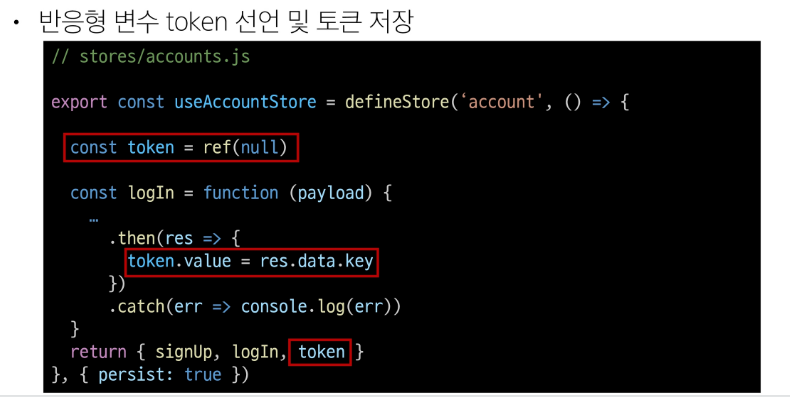 • 반응형 변수 token 선언 및 토큰 저장
// stores/accounts.js
export const useAccountStore = defineStore(‘account', () => {
const token = ref(null)
const logIn = function (payload) {
…
.then(res => {
token.value = res.data.key
})
.catch(err => console.log(err))
}
return { signUp, logIn, token }
}, { persist: true })